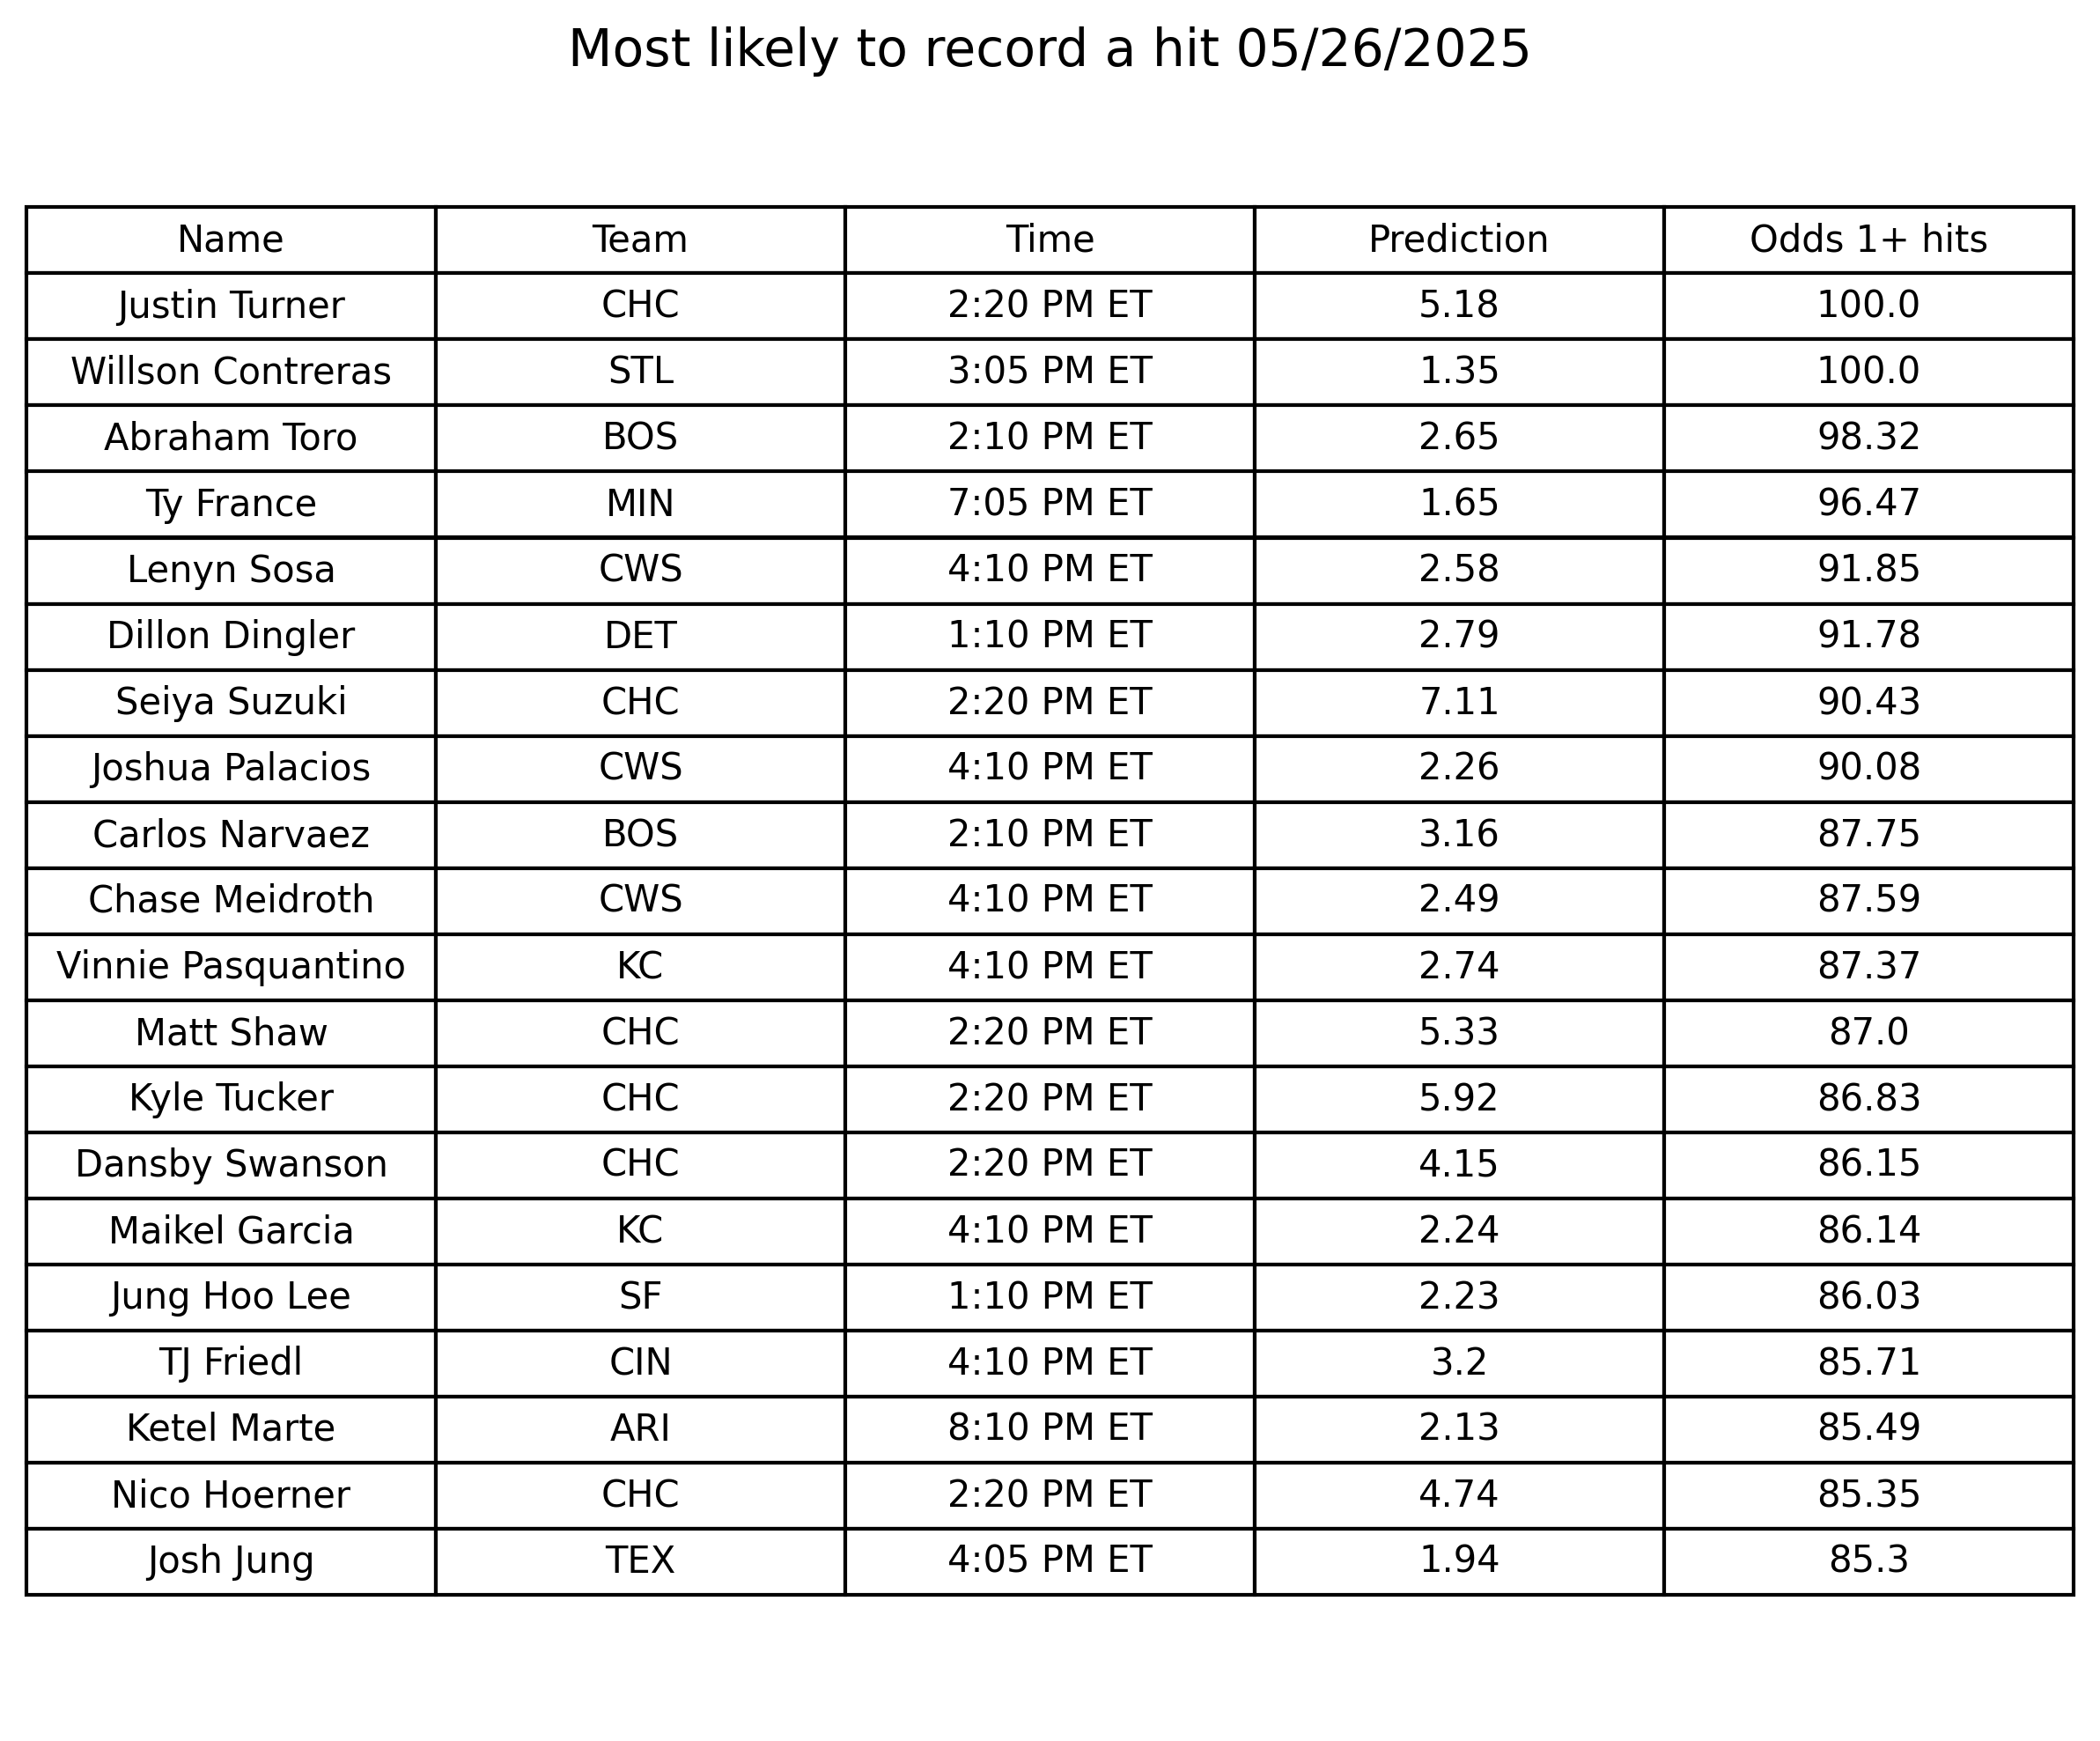 Most likely to record a hit 05/26/2025
Name Team Time Prediction Odds 1+ hits
Justin Turner CHC 2:20 PM ET 5.18 100.0
Willson Contreras STL 3:05 PM ET 1.35 100.0
Abraham Toro BOS 2:10 PM ET 2.65 98.32
Ty France MIN 7:05 PM ET 1.65 96.47
Lenyn Sosa CWS 4:10 PM ET 2.58 91.85
Dillon Dingler DET 1:10 PM ET 2.79 91.78
Seiya Suzuki CHC 2:20 PM ET 7.11 90.43
Joshua Palacios CWS 4:10 PM ET 2.26 90.08
Carlos Narvaez BOS 2:10 PM ET 3.16 87.75
Chase Meidroth CWS 4:10 PM ET 2.49 87.59
Vinnie Pasquantino KC 4:10 PM ET 2.74 87.37
Matt Shaw CHC 2:20 PM ET 5.33 87.0
Kyle Tucker CHC 2:20 PM ET 5.92 86.83
Dansby Swanson CHC 2:20 PM ET 4.15 86.15
Maikel Garcia KC 4:10 PM ET 2.24 86.14
Jung Hoo Lee SF 1:10 PM ET 2.23 86.03
TJ Friedl CIN 4:10 PM ET 3.2 85.71
Ketel Marte ARI 8:10 PM ET 2.13 85.49
Nico Hoerner CHC 2:20 PM ET 4.74 85.35
Josh Jung TEX 4:05 PM ET 1.94 85.3